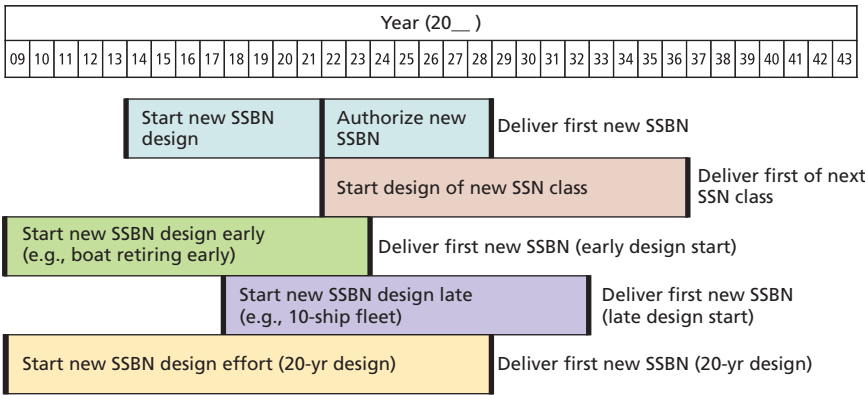 Year (20__ )
09 10 11 12 13 14 15 16 17 18 19 20 21 22 23 24 25 26 27 28 29 30 31 32 33 34 35 36 37 38 39 40 41 42 43
Start new SSBN
design
Authorize new
SSBN
Deliver first new SSBN
Start design of new SSN class
Deliver first of next
SSN class
Start new SSBN design early
(e.g., boat retiring early)
Deliver first new SSBN (early design start)
Start new SSBN design late
(e.g., 10-ship fleet)
Deliver first new SSBN
(late design start)
Start new SSBN design effort (20-yr design)
Deliver first new SSBN (20-yr design)